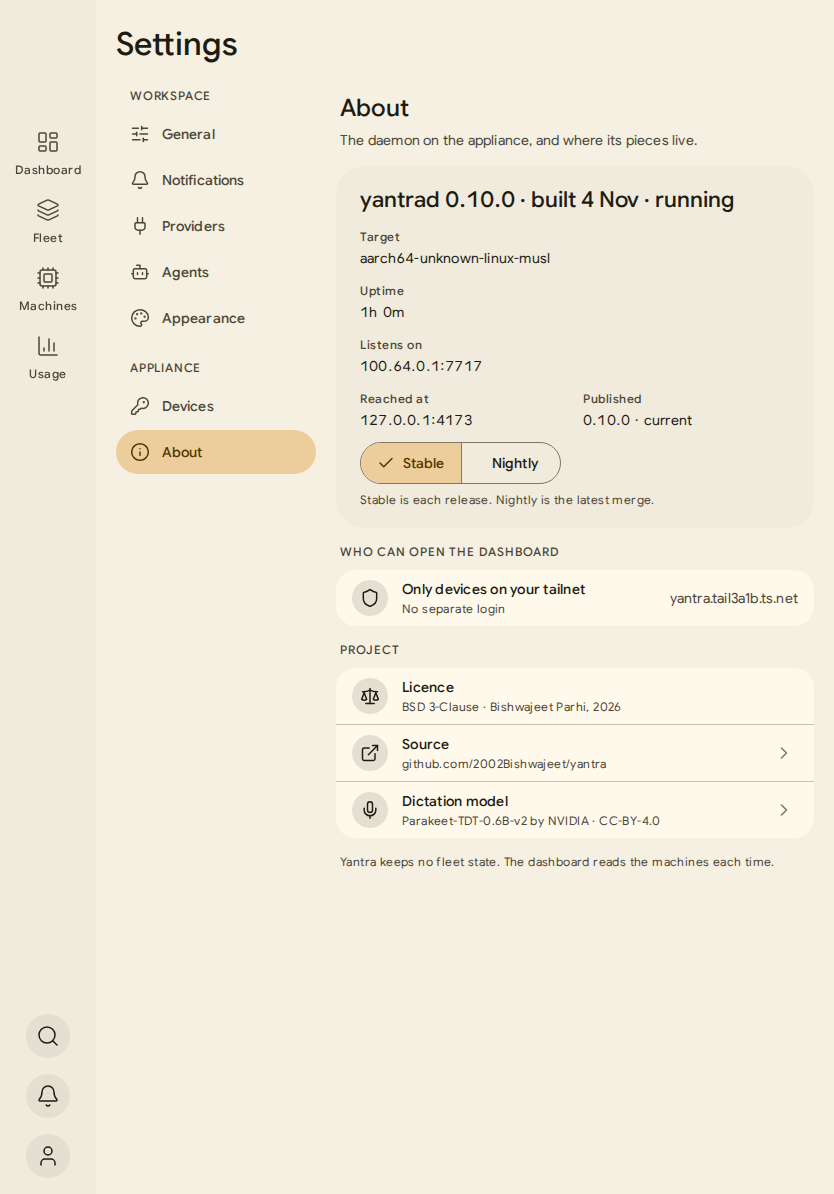 Settings
Dashboard
Fleet
Machines
Usage
WORKSPACE
General
Notifications
Providers
Agents
Appearance
APPLIANCE
Devices
About
About
The daemon on the appliance, and where its pieces live.
yantrad 0.10.0 · built 4 Nov · running
Target
aarch64-unknown-linux-musl
Uptime
1h 0m
Listens on
100.64.0.1:7717
Reached at
127.0.0.1:4173
Published
0.10.0 · current
Stable
Nightly
Stable is each release. Nightly is the latest merge.
WHO CAN OPEN THE DASHBOARD
Only devices on your tailnet
No separate login
yantra.tail3a1b.ts.net
PROJECT
Licence
BSD 3-Clause · Bishwajeet Parhi, 2026
Source
github.com/2002Bishwajeet/yantra
Dictation model
Parakeet-TDT-0.6B-v2 by NVIDIA · CC-BY-4.0
Yantra keeps no fleet state. The dashboard reads the machines each time.